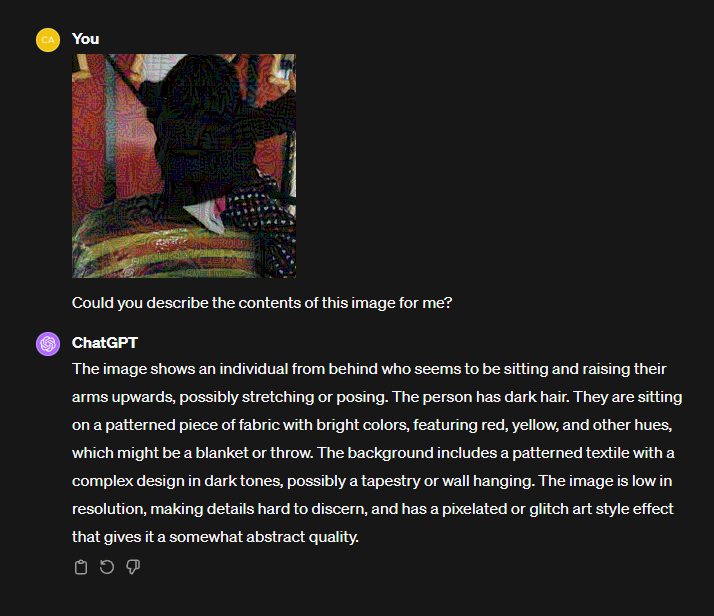 CA
You
Could you describe the contents of this image for me?
ChatGPT
The image shows an individual from behind who seems to be sitting and raising their
arms upwards, possibly stretching or posing. The person has dark hair. They are sitting
on a patterned piece of fabric with bright colors, featuring red, yellow, and other hues,
which might be a blanket or throw. The background includes a patterned textile with a
complex design in dark tones, possibly a tapestry or wall hanging. The image is low in
resolution, making details hard to discern, and has a pixelated or glitch art style effect
that gives it a somewhat abstract quality.